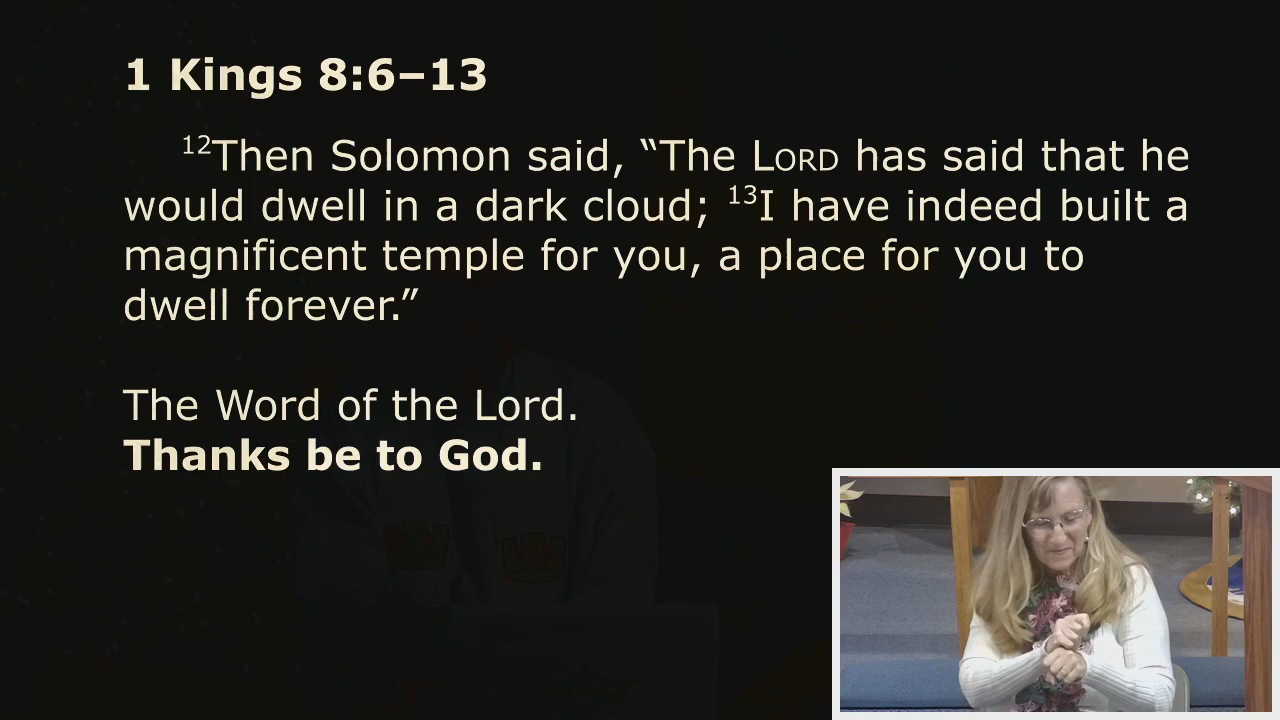 1 Kings 8:6–13
¹²Then Solomon said, “The LORD has said that he
would dwell in a dark cloud; ¹³I have indeed built a
magnificent temple for you, a place for you to
dwell forever.”
The Word of the Lord.
Thanks be to God.